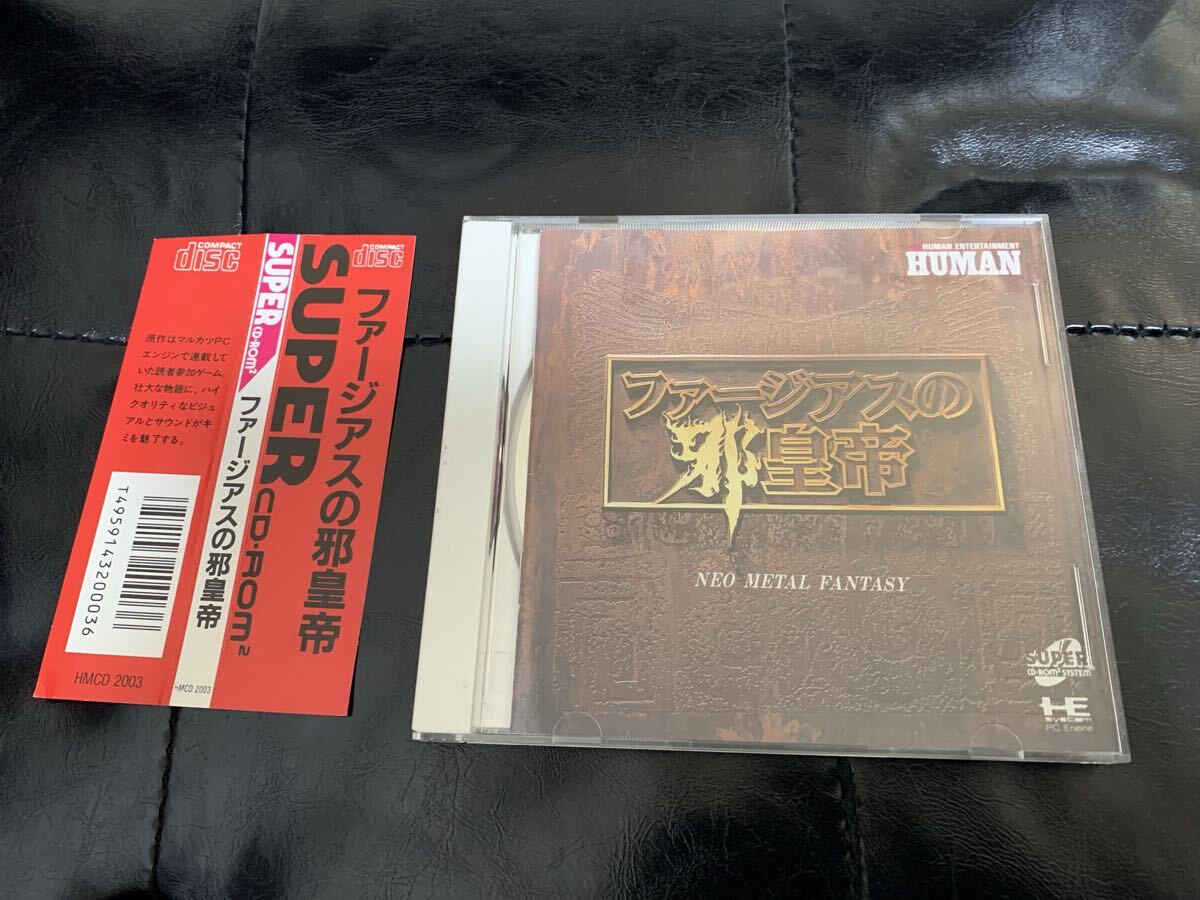 COMPACT
disc
原作はマルカツPC
エンジンで連載して
いた読者参加ゲーム。
壮大な物語に、ハイ
クオリティなビジュ
アルとサウンドがキ
ミを魅了する。
T4959143200036
HMCD 2003
SUPER CD-ROM²
ファージアスの邪皇帝
HMCD 2003
COMPACT
disc
SUPER CD-ROM²
ファージアスの邪皇帝
HUMAN ENTERTAINMENT
HUMAN
ファージアスの
邪皇帝
NEO METAL FANTASY
SUPER
CD-ROM² SYSTEM
HE
system
PC Engine